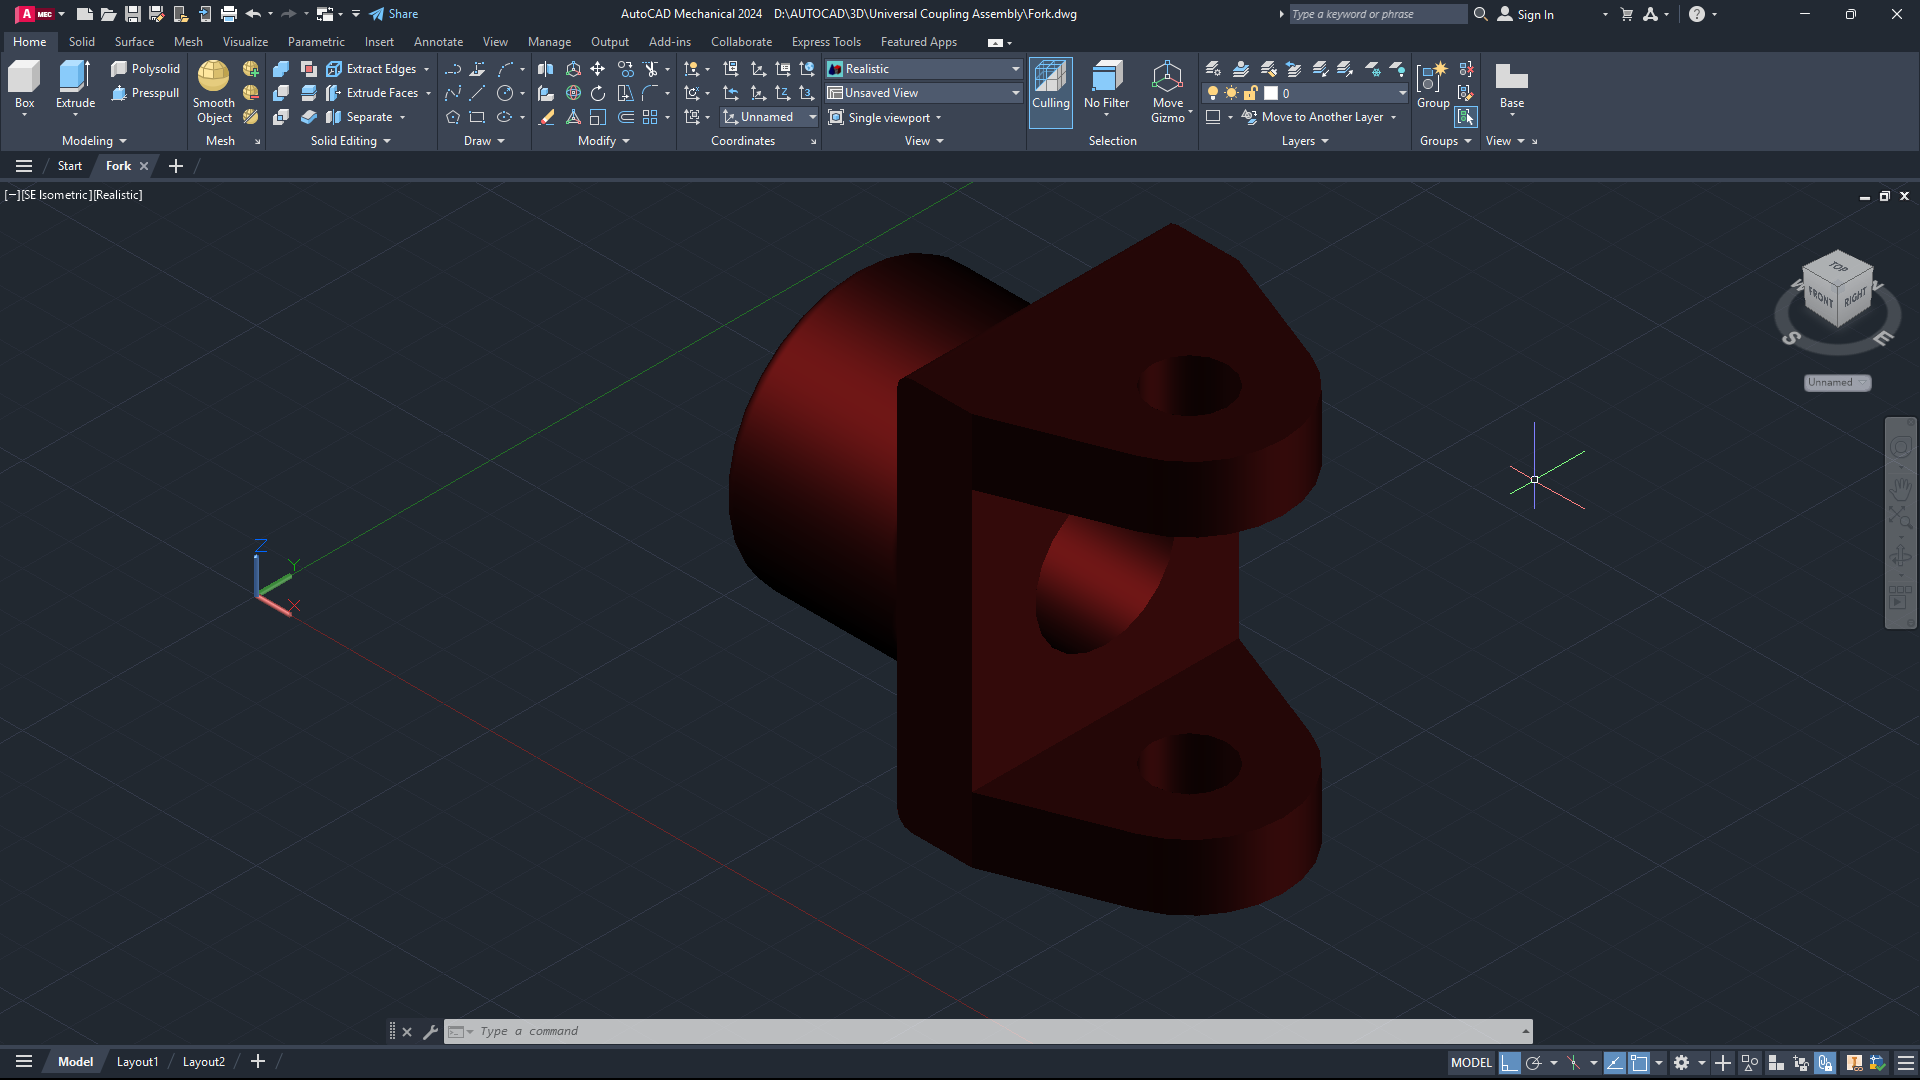 A MEC Share AutoCAD Mechanical 2024 D:\AUTOCAD\3D\Universal Coupling Assembly\Fork.dwg Type a keyword or phrase Sign In
Home Solid Surface Mesh Visualize Parametric Insert Annotate View Manage Output Add-ins Collaborate Express Tools Featured Apps
Polysolid Extract Edges Realistic
Presspull Extrude Faces Unsaved View 0
Box Extrude Smooth Object Culling No Filter Move Gizmo Group Base
Separate Unnamed Single viewport Move to Another Layer
Modeling Mesh Solid Editing Draw Modify Coordinates View Selection Layers Groups View
Start Fork
[−][SE Isometric][Realistic]
TOP
W N
FRONT RIGHT
S E
Unnamed
Z
Y
X
Type a command
Model Layout1 Layout2 MODEL